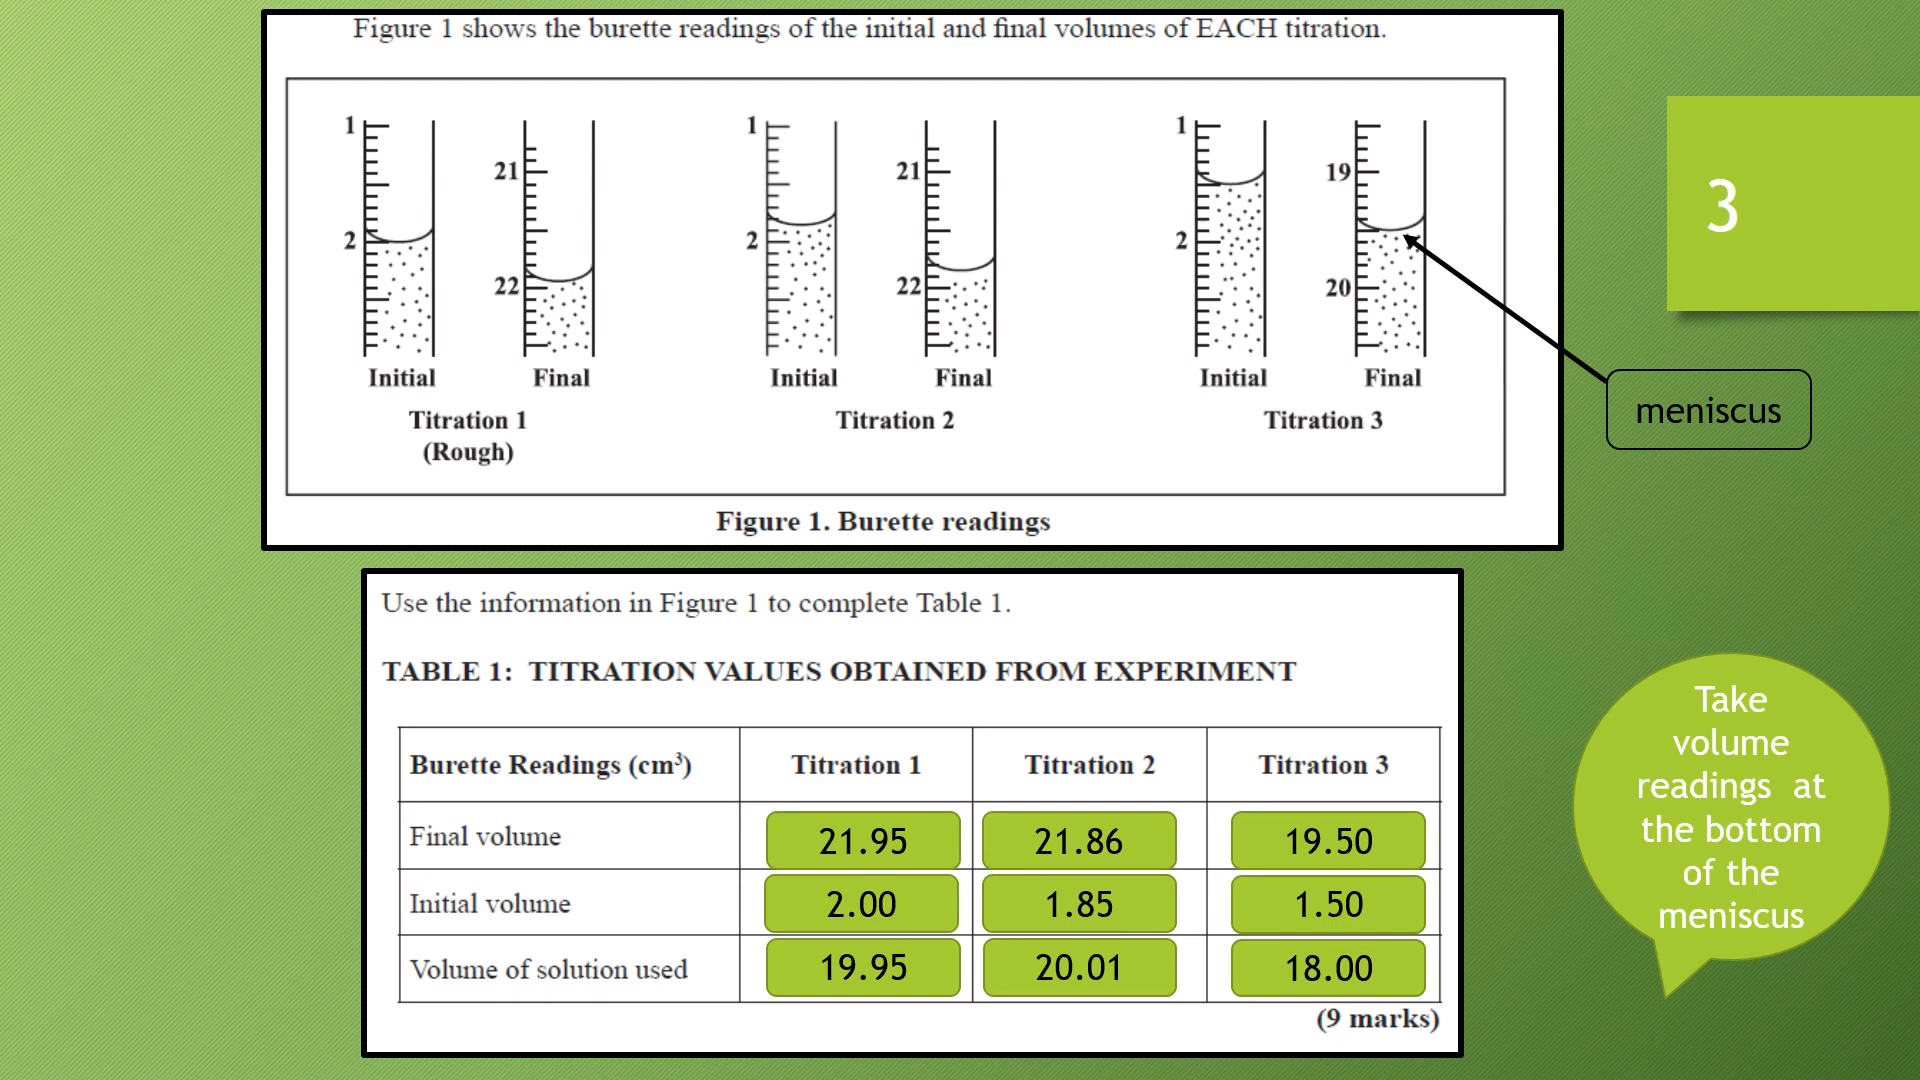 Figure 1 shows the burette readings of the initial and final volumes of EACH titration.
1 21 1 21 1 19
2 22 2 22 2 20
Initial Final Initial Final Initial Final
Titration 1 Titration 2 Titration 3
(Rough)
Figure 1. Burette readings
3
meniscus
Use the information in Figure 1 to complete Table 1.
TABLE 1: TITRATION VALUES OBTAINED FROM EXPERIMENT
Burette Readings (cm³) Titration 1 Titration 2 Titration 3
Final volume 21.95 21.86 19.50
Initial volume 2.00 1.85 1.50
Volume of solution used 19.95 20.01 18.00
(9 marks)
Take
volume
readings at
the bottom
of the
meniscus